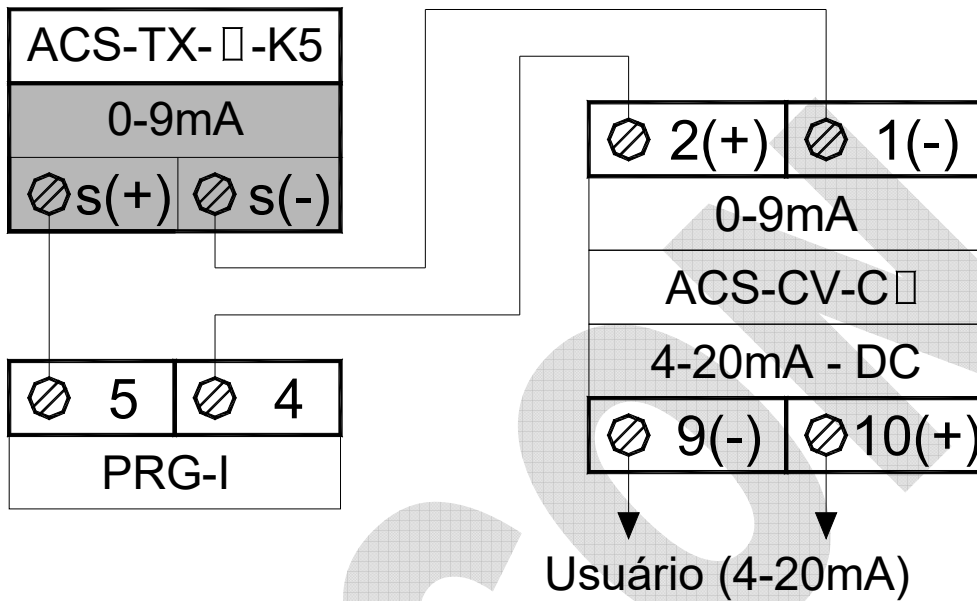 ACS-TX-▯-K5
0-9mA
s(+) s(-)
5 4
PRG-I
2(+) 1(-)
0-9mA
ACS-CV-C▯
4-20mA - DC
9(-) 10(+)
Usuário (4-20mA)